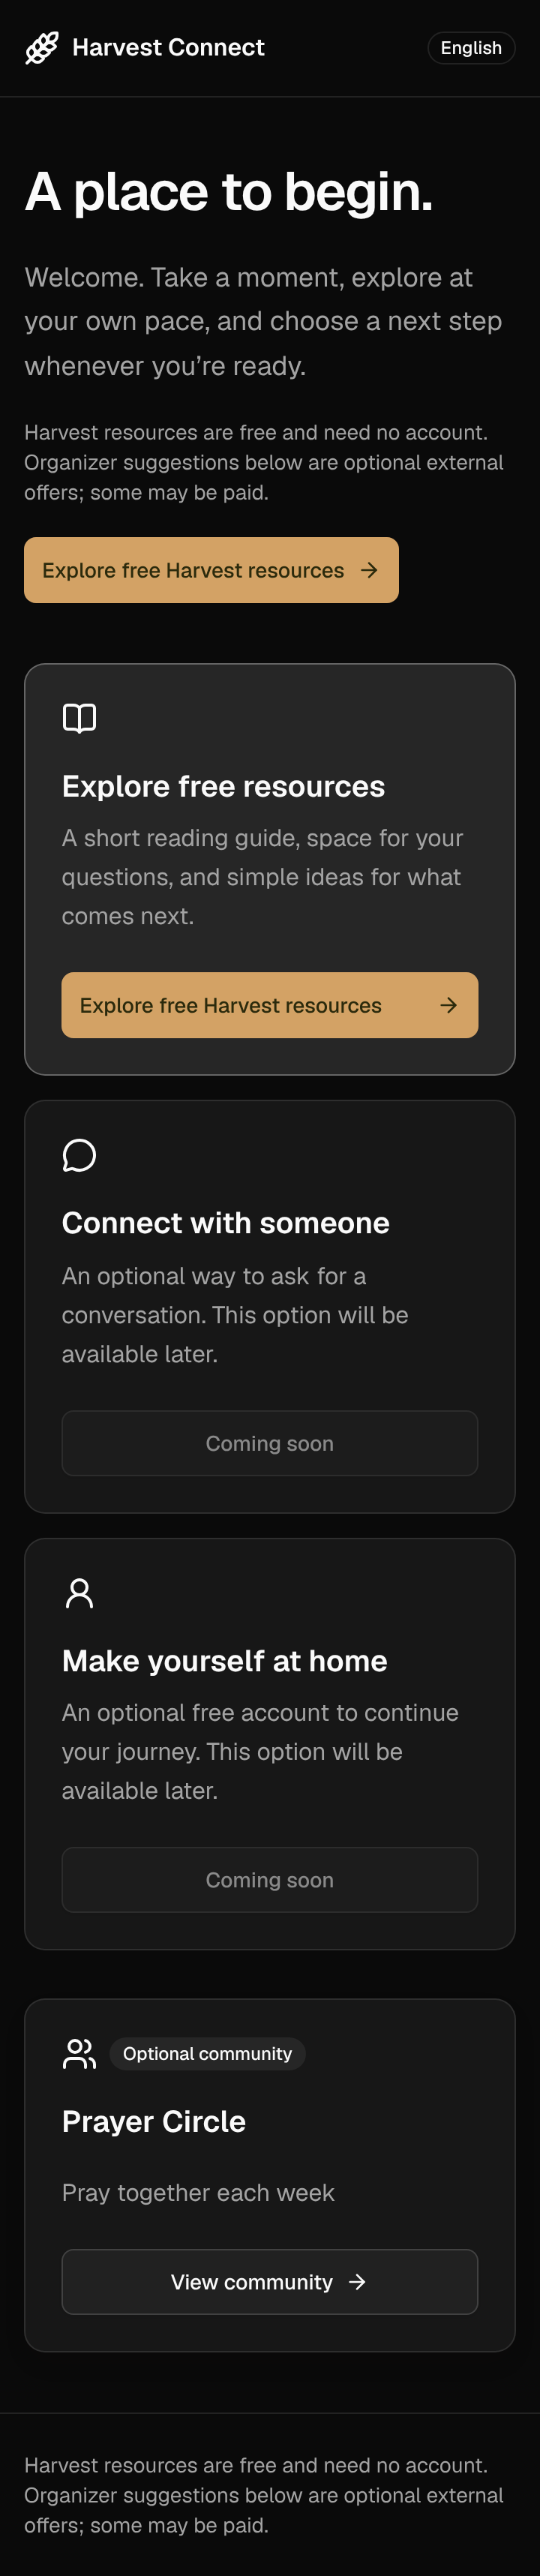 Harvest Connect
English
A place to begin.
Welcome. Take a moment, explore at
your own pace, and choose a next step
whenever you’re ready.
Harvest resources are free and need no account.
Organizer suggestions below are optional external
offers; some may be paid.
Explore free Harvest resources
Explore free resources
A short reading guide, space for your
questions, and simple ideas for what
comes next.
Explore free Harvest resources
Connect with someone
An optional way to ask for a
conversation. This option will be
available later.
Coming soon
Make yourself at home
An optional free account to continue
your journey. This option will be
available later.
Coming soon
Optional community
Prayer Circle
Pray together each week
View community
Harvest resources are free and need no account.
Organizer suggestions below are optional external
offers; some may be paid.